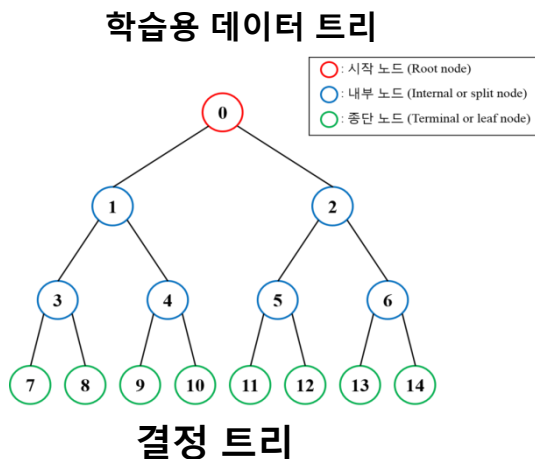 학습용 데이터 트리
: 시작 노드 (Root node)
: 내부 노드 (Internal or split node)
: 종단 노드 (Terminal or leaf node)
0
1 2
3 4 5 6
7 8 9 10 11 12 13 14
결정 트리